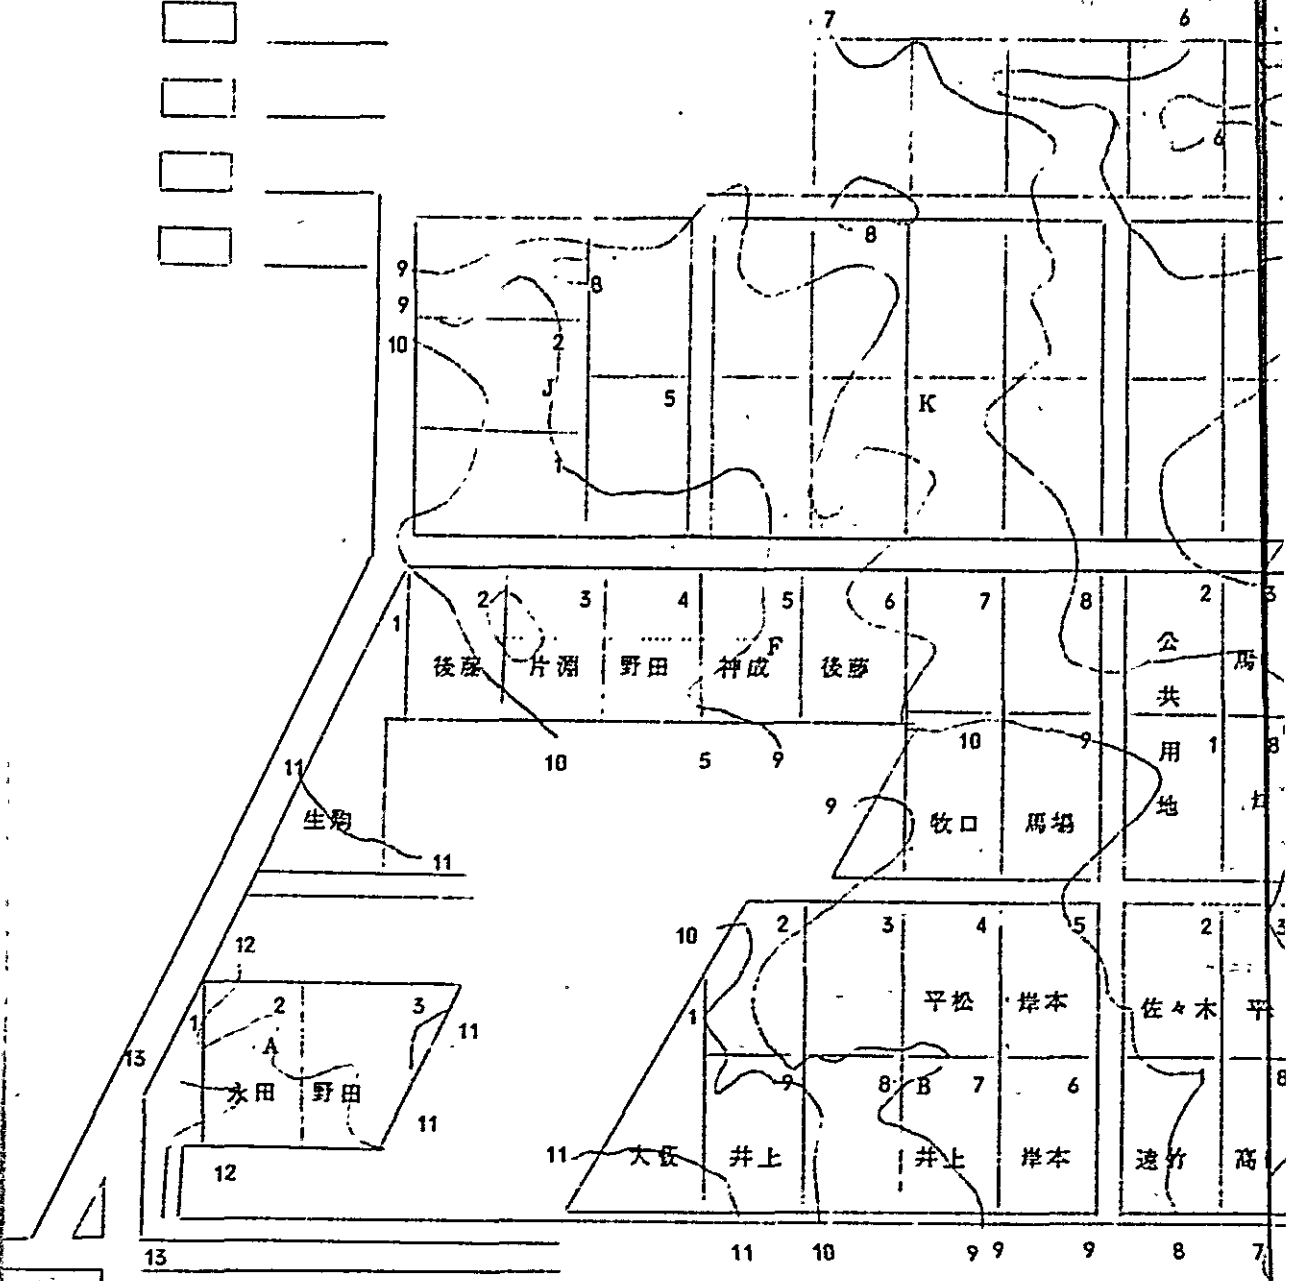 7 6
6
8
9
8
9
2
10
J
5 K
1
1 2 3 4 5 6 7 8 2 3
F
後藤 片淵 野田 神成 後藤 公 馬
共
10 5 9 10 9 用 1 8
11
9 地
生駒 牧口 馬場
11
12 10 2 3 4 5 2 3
1 2 3 11 1 平松 岸本 佐々木 平
A
13 9 8 B 7 6 8
永田 野田
11
11 井上 井上 岸本 遠竹 髙
12
13 11 10 9 9 9 8 7